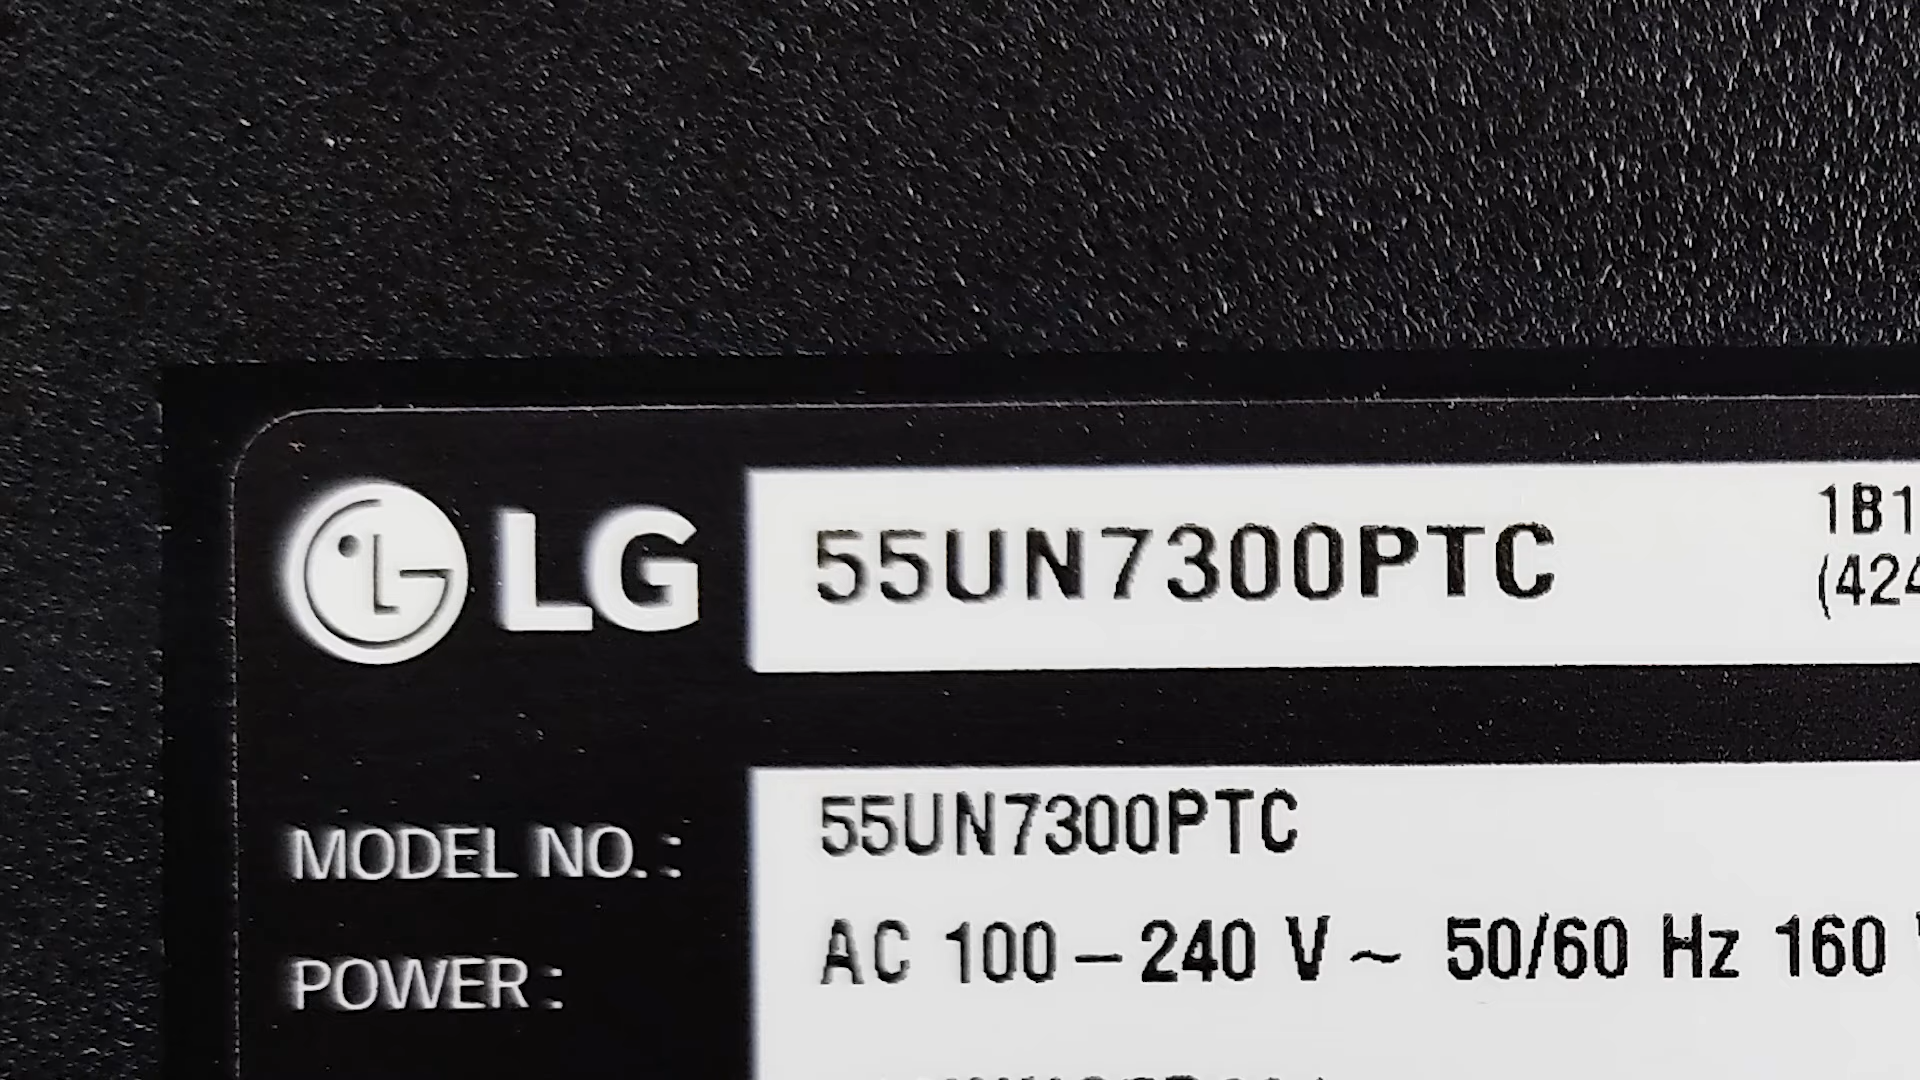 LG 55UN7300PTC 1B1
(424
MODEL NO. : 55UN7300PTC
POWER : AC 100 – 240 V ~ 50/60 Hz 160